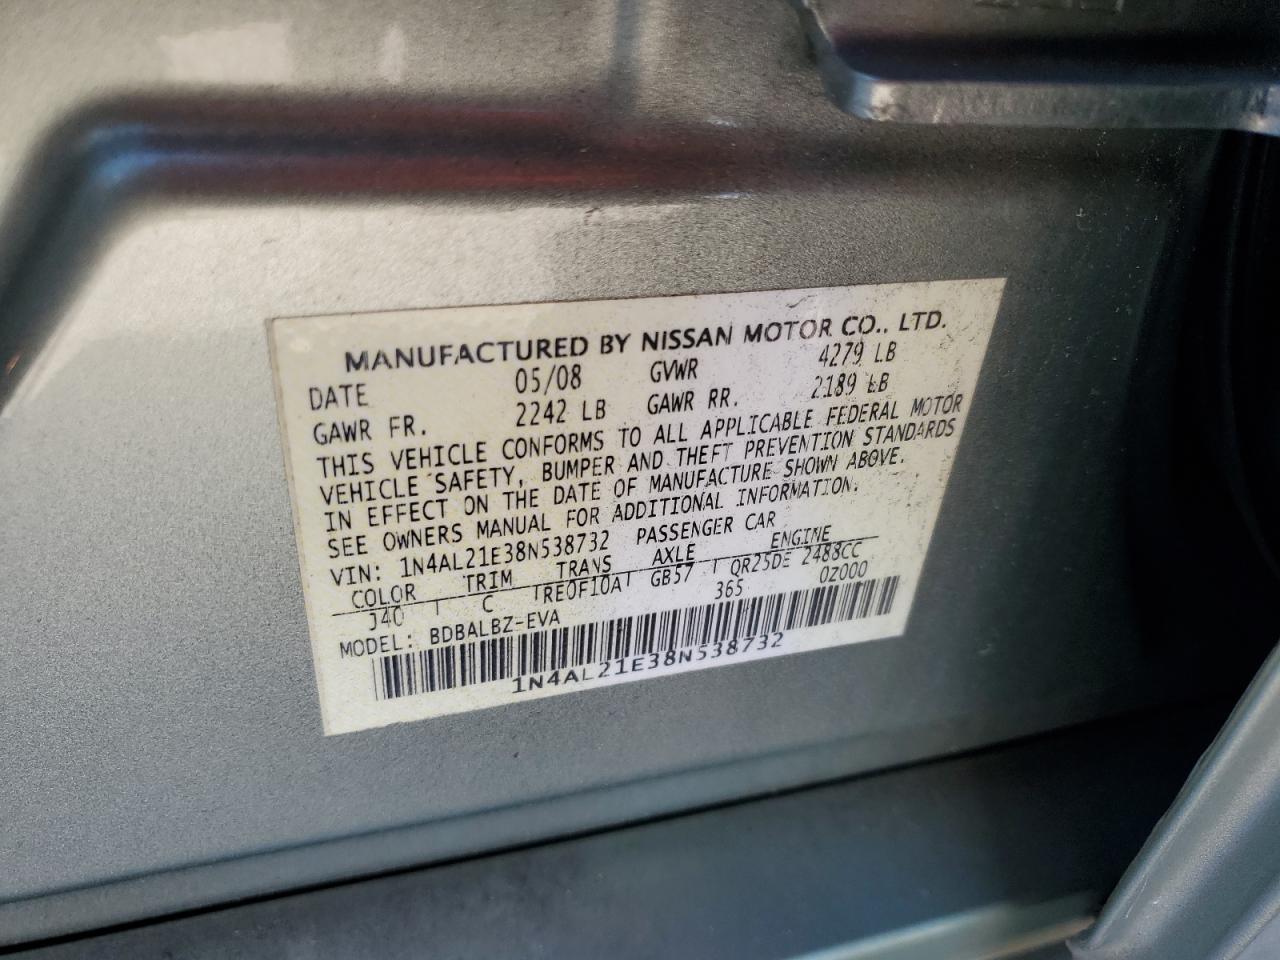 MANUFACTURED BY NISSAN MOTOR CO., LTD.
DATE 05/08 GVWR 4279 LB
GAWR FR. 2242 LB GAWR RR. 2189 LB
THIS VEHICLE CONFORMS TO ALL APPLICABLE FEDERAL MOTOR
VEHICLE SAFETY, BUMPER AND THEFT PREVENTION STANDARDS
IN EFFECT ON THE DATE OF MANUFACTURE SHOWN ABOVE.
SEE OWNERS MANUAL FOR ADDITIONAL INFORMATION.
VIN: 1N4AL21E38N538732 PASSENGER CAR
COLOR TRIM TRANS AXLE ENGINE
J40 C RE0F10A GB57 QR25DE 2488CC
MODEL: BDBALBZ-EVA 365 0Z000
1N4AL21E38N538732